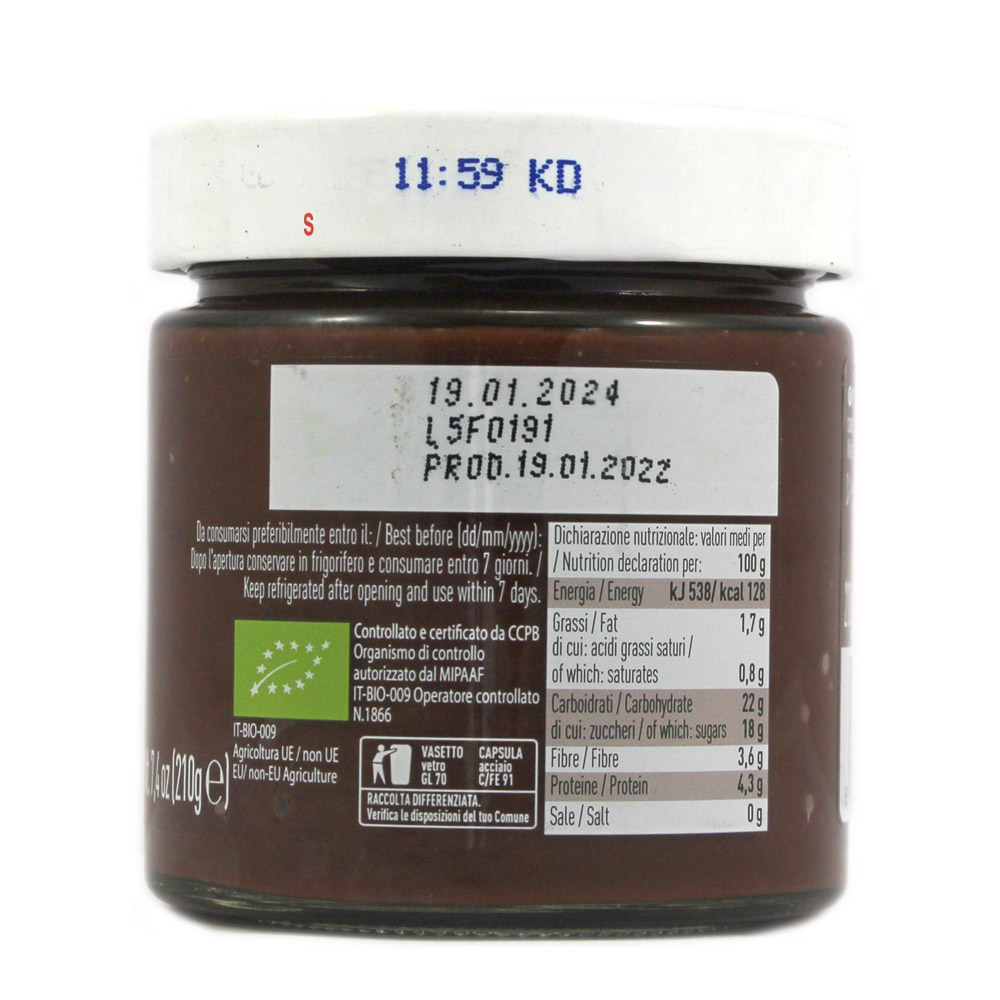 11:59 KD
S
19.01.2024
L5F0191
PROD.19.01.2022
Da consumarsi preferibilmente entro il: / Best before (dd/mm/yyyy):
Dopo l'apertura conservare in frigorifero e consumare entro 7 giorni. /
Keep refrigerated after opening and use within 7 days.
Controllato e certificato da CCPB
Organismo di controllo
autorizzato dal MIPAAF
IT-BIO-009 Operatore controllato
N.1866
IT-BIO-009
Agricoltura UE / non UE
EU/ non-EU Agriculture
7,4 oz (210g e)
VASETTO CAPSULA
vetro acciaio
GL 70 C/FE 91
RACCOLTA DIFFERENZIATA.
Verifica le disposizioni del tuo Comune
Dichiarazione nutrizionale: valori medi per
/ Nutrition declaration per: 100 g
Energia / Energy kJ 538/ kcal 128
Grassi / Fat 1,7 g
di cui: acidi grassi saturi /
of which: saturates 0,8 g
Carboidrati / Carbohydrate 22 g
di cui: zuccheri / of which: sugars 18 g
Fibre / Fibre 3,6 g
Proteine / Protein 4,3 g
Sale / Salt 0 g